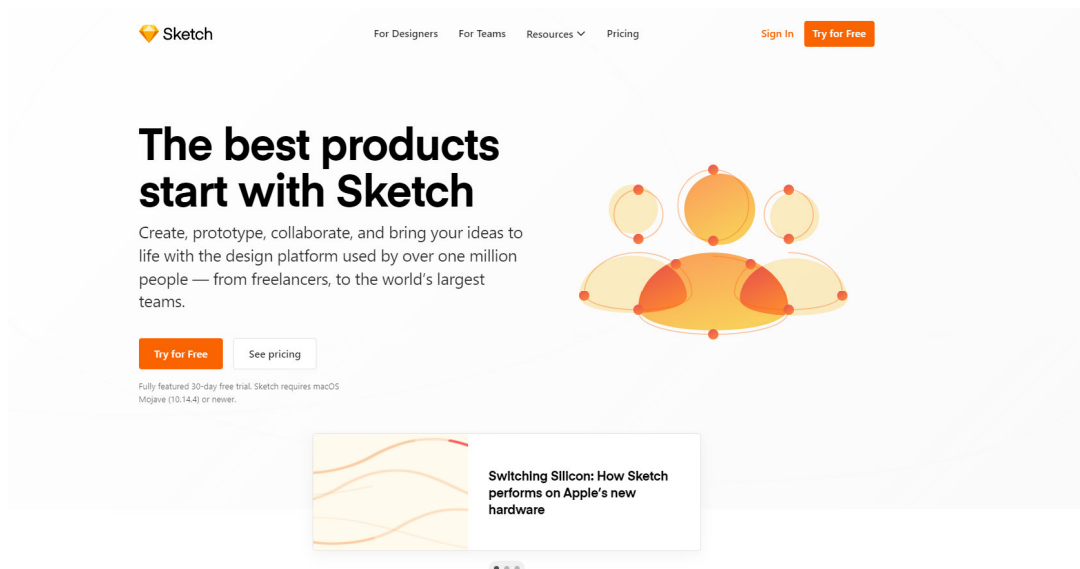 Sketch
For Designers
For Teams
Resources
Pricing
Sign In
Try for Free
The best products
start with Sketch
Create, prototype, collaborate, and bring your ideas to
life with the design platform used by over one million
people — from freelancers, to the world's largest
teams.
Try for Free
See pricing
Fully featured 30-day free trial. Sketch requires macOS
Mojave (10.14.4) or newer.
Switching Silicon: How Sketch
performs on Apple's new
hardware